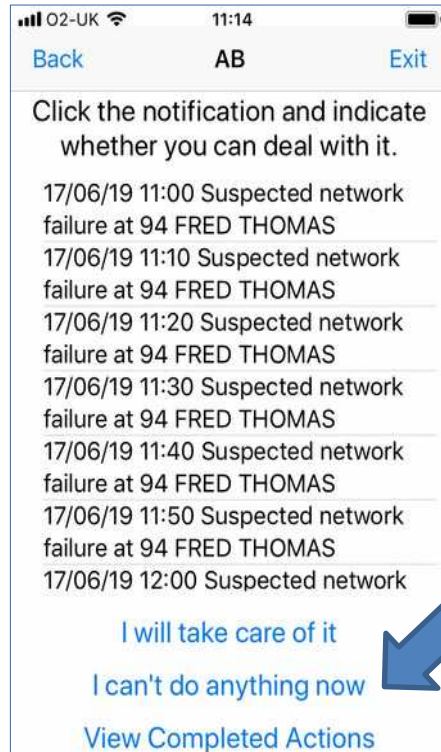 O2-UK 11:14
Back AB Exit
Click the notification and indicate
whether you can deal with it.
17/06/19 11:00 Suspected network
failure at 94 FRED THOMAS
17/06/19 11:10 Suspected network
failure at 94 FRED THOMAS
17/06/19 11:20 Suspected network
failure at 94 FRED THOMAS
17/06/19 11:30 Suspected network
failure at 94 FRED THOMAS
17/06/19 11:40 Suspected network
failure at 94 FRED THOMAS
17/06/19 11:50 Suspected network
failure at 94 FRED THOMAS
17/06/19 12:00 Suspected network
I will take care of it
I can't do anything now
View Completed Actions